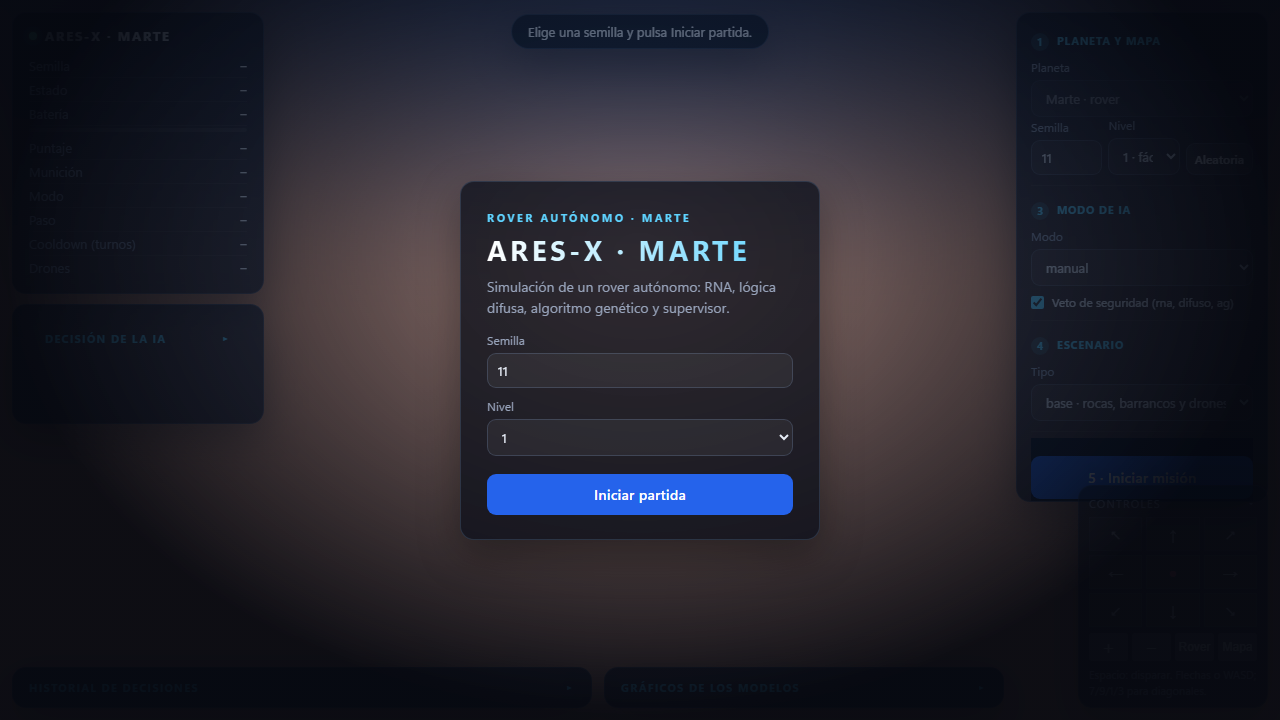 Elige una semilla y pulsa Iniciar partida.
ARES-X · MARTE
Semilla –
Estado –
Batería –
Puntaje –
Munición –
Modo –
Paso –
Cooldown (turnos) –
Drones –
DECISIÓN DE LA IA ▸
ROVER AUTÓNOMO · MARTE
ARES-X · MARTE
Simulación de un rover autónomo: RNA, lógica
difusa, algoritmo genético y supervisor.
Semilla
11
Nivel
1
Iniciar partida
1 PLANETA Y MAPA
Planeta
Marte · rover
Semilla Nivel
11 1 · fác Aleatoria
3 MODO DE IA
Modo
manual
Veto de seguridad (rna, difuso, ag)
4 ESCENARIO
Tipo
base · rocas, barrancos y drones
5 · Iniciar misión
CONTROLES
↖ ↑ ↗
← →
↙ ↓ ↘
+ − Rover Mapa
HISTORIAL DE DECISIONES ▸
GRÁFICOS DE LOS MODELOS ▸